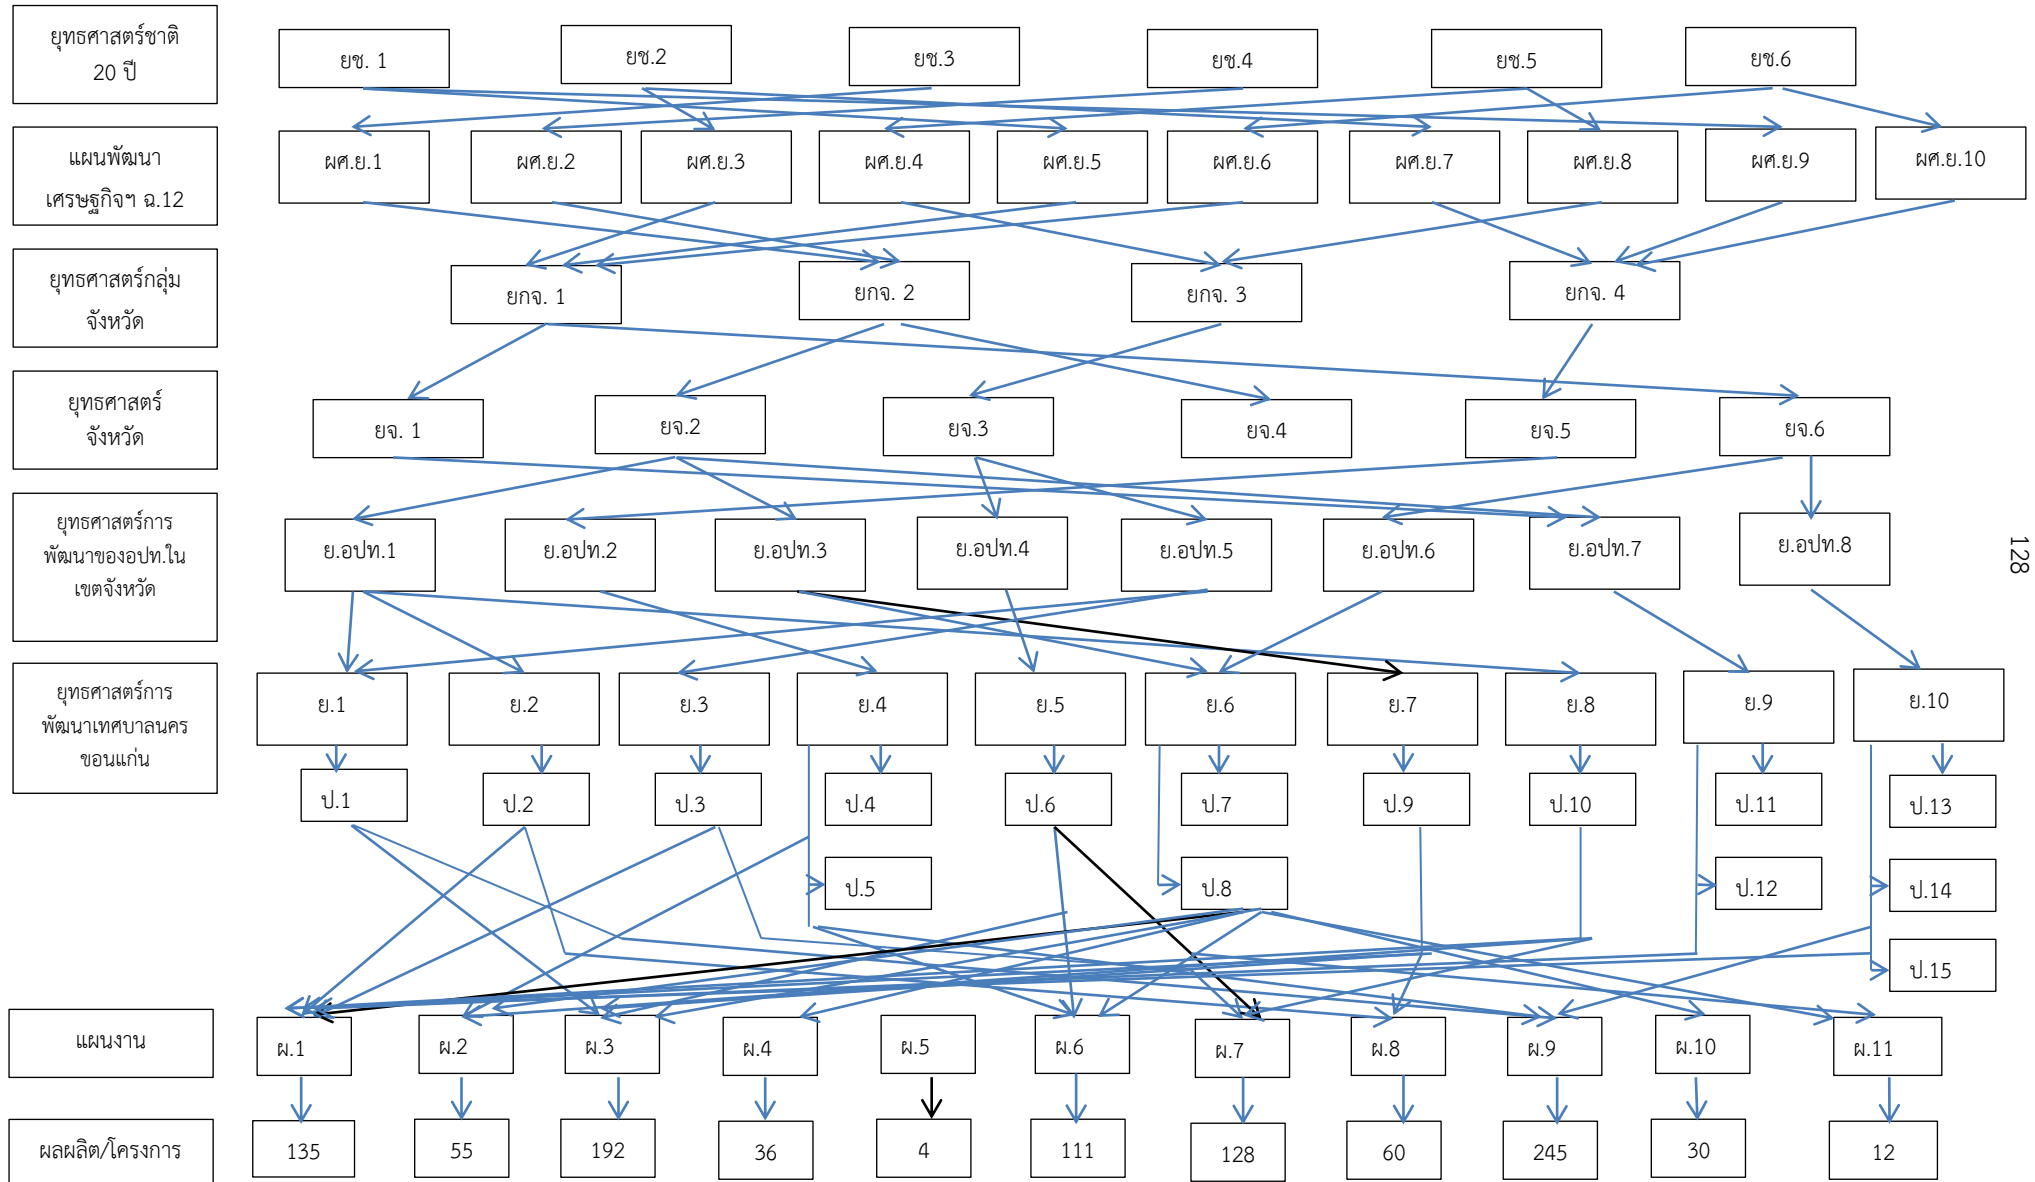 ยุทธศาสตร์ชาติ
20 ปี
ยช. 1
ยช.2
ยช.3
ยช.4
ยช.5
ยช.6
แผนพัฒนา
เศรษฐกิจฯ ฉ.12
ผศ.ย.1
ผศ.ย.2
ผศ.ย.3
ผศ.ย.4
ผศ.ย.5
ผศ.ย.6
ผศ.ย.7
ผศ.ย.8
ผศ.ย.9
ผศ.ย.10
ยุทธศาสตร์กลุ่ม
จังหวัด
ยกจ. 1
ยกจ. 2
ยกจ. 3
ยกจ. 4
ยุทธศาสตร์
จังหวัด
ยจ. 1
ยจ.2
ยจ.3
ยจ.4
ยจ.5
ยจ.6
ยุทธศาสตร์การ
พัฒนาของอปท.ใน
เขตจังหวัด
ย.อปท.1
ย.อปท.2
ย.อปท.3
ย.อปท.4
ย.อปท.5
ย.อปท.6
ย.อปท.7
ย.อปท.8
128
ยุทธศาสตร์การ
พัฒนาเทศบาลนคร
ขอนแก่น
ย.1
ย.2
ย.3
ย.4
ย.5
ย.6
ย.7
ย.8
ย.9
ย.10
ป.1
ป.2
ป.3
ป.4
ป.6
ป.7
ป.9
ป.10
ป.11
ป.13
ป.5
ป.8
ป.12
ป.14
ป.15
แผนงาน
ผ.1
ผ.2
ผ.3
ผ.4
ผ.5
ผ.6
ผ.7
ผ.8
ผ.9
ผ.10
ผ.11
ผลผลิต/โครงการ
135
55
192
36
4
111
128
60
245
30
12